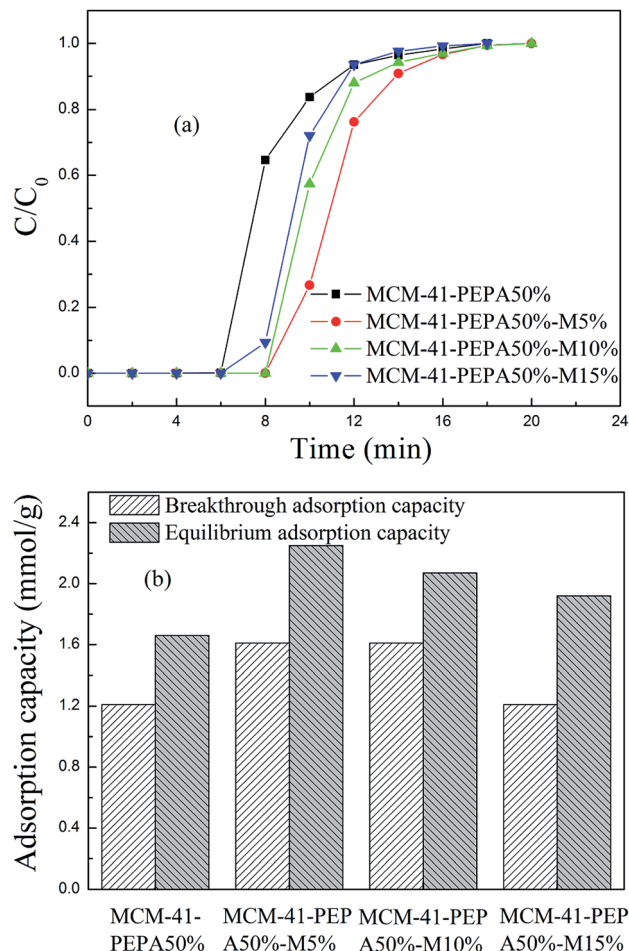 1.0
0.8
0.6
0.4
0.2
0.0
C/C0
(a)
MCM-41-PEPA50%
MCM-41-PEPA50%-M5%
MCM-41-PEPA50%-M10%
MCM-41-PEPA50%-M15%
0 4 8 12 16 20 24
Time (min)
2.4
2.0
1.6
1.2
0.8
0.4
0.0
Adsorption capacity (mmol/g)
Breakthrough adsorption capacity
Equilibrium adsorption capacity
(b)
MCM-41- MCM-41-PEP MCM-41-PEP MCM-41-PEP
PEPA50% A50%-M5% A50%-M10% A50%-M15%